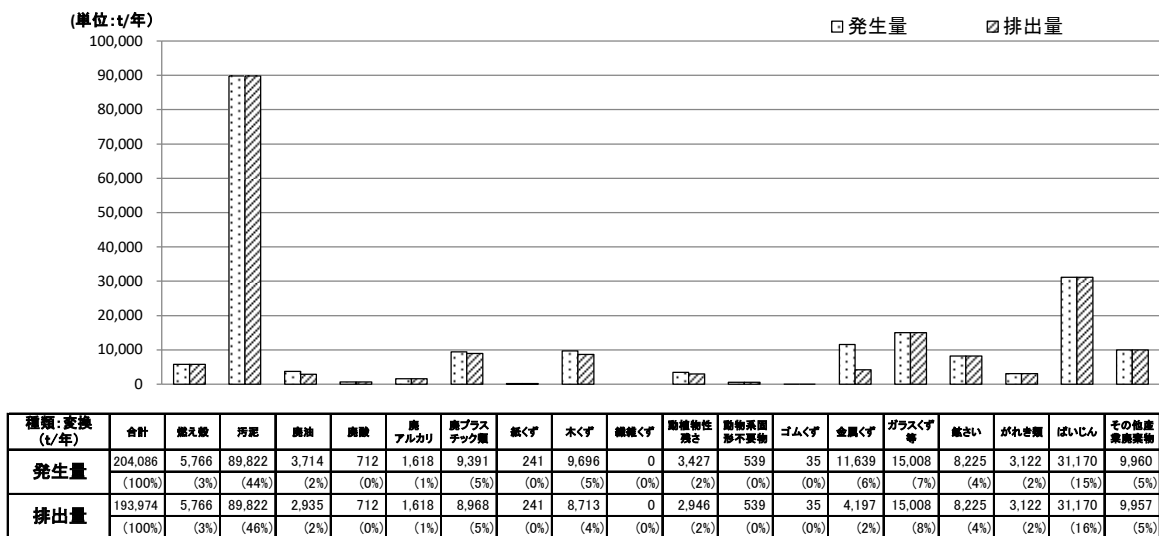 (単位:t/年)
発生量 排出量
100,000
90,000
80,000
70,000
60,000
50,000
40,000
30,000
20,000
10,000
0
種類:変換 (t/年) 合計 燃え殻 汚泥 廃油 廃酸 廃アルカリ 廃プラスチック類 紙くず 木くず 繊維くず 動植物性残さ 動物系固形不要物 ゴムくず 金属くず ガラスくず等 鉱さい がれき類 ばいじん その他産業廃棄物
発生量 204,086 5,766 89,822 3,714 712 1,618 9,391 241 9,696 0 3,427 539 35 11,639 15,008 8,225 3,122 31,170 9,960
(100%) (3%) (44%) (2%) (0%) (1%) (5%) (0%) (5%) (0%) (2%) (0%) (0%) (6%) (7%) (4%) (2%) (15%) (5%)
排出量 193,974 5,766 89,822 2,935 712 1,618 8,968 241 8,713 0 2,946 539 35 4,197 15,008 8,225 3,122 31,170 9,957
(100%) (3%) (46%) (2%) (0%) (1%) (5%) (0%) (4%) (0%) (2%) (0%) (0%) (2%) (8%) (4%) (2%) (16%) (5%)